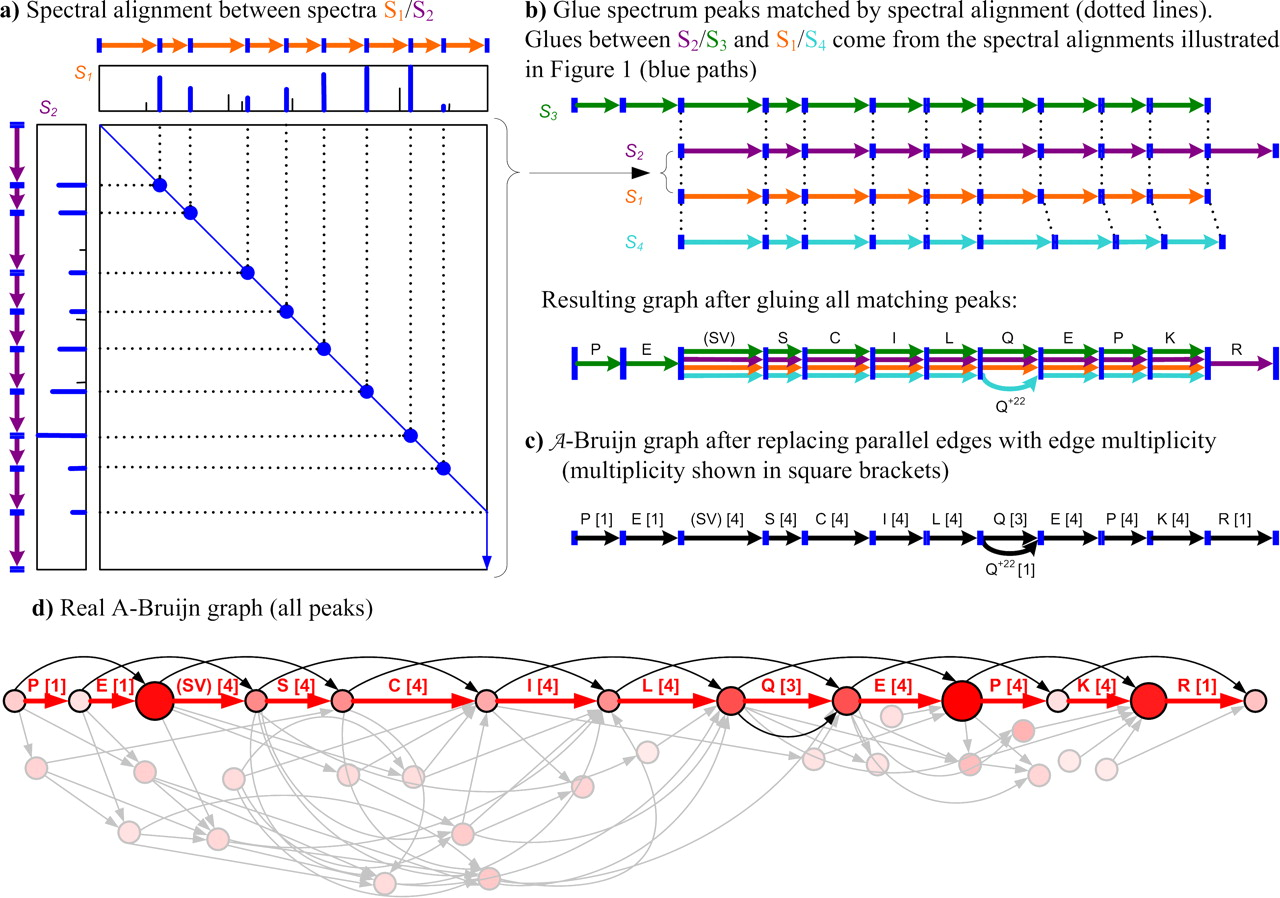 a) Spectral alignment between spectra S1/S2
S1
S2
b) Glue spectrum peaks matched by spectral alignment (dotted lines).
Glues between S2/S3 and S1/S4 come from the spectral alignments illustrated
in Figure 1 (blue paths)
S3
S2
S1
S4
Resulting graph after gluing all matching peaks:
P E (SV) S C I L Q E P K R
Q+22
c) 𝒜-Bruijn graph after replacing parallel edges with edge multiplicity
(multiplicity shown in square brackets)
P [1] E [1] (SV) [4] S [4] C [4] I [4] L [4] Q [3] E [4] P [4] K [4] R [1]
Q+22 [1]
d) Real A-Bruijn graph (all peaks)
P [1] E [1] (SV) [4] S [4] C [4] I [4] L [4] Q [3] E [4] P [4] K [4] R [1]